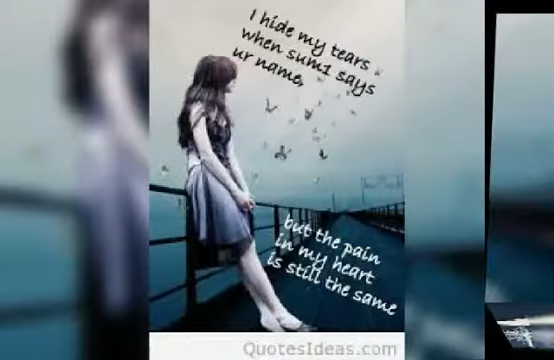 I hide my tears
when sum1 says
ur name,
but the pain
in my heart
is still the same
QuotesIdeas.com